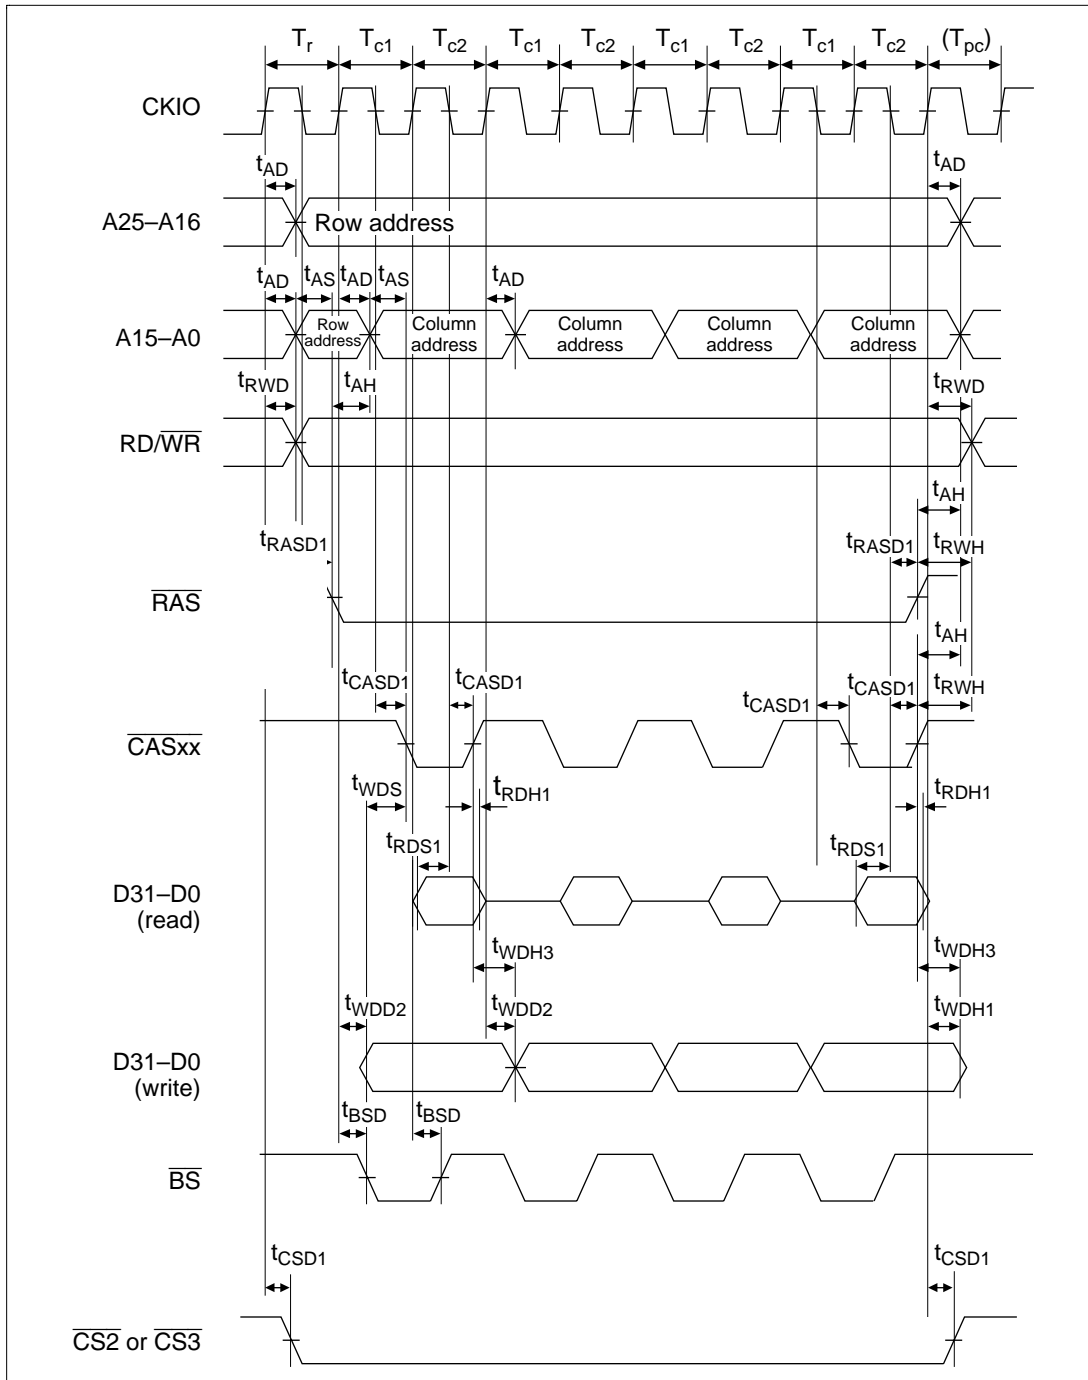 Tr Tc1 Tc2 Tc1 Tc2 Tc1 Tc2 Tc1 Tc2 (Tpc)
CKIO
tAD tAD
A25–A16 Row address
tAD tAS tAD tAS tAD
A15–A0 Row address Column address Column address Column address Column address
tRWD tAH tRWD
RD/WR
tAH
tRASD1 tRASD1 tRWH
RAS
tAH
tCASD1 tCASD1 tCASD1 tCASD1 tRWH
CASxx
tWDS tRDH1 tRDH1
tRDS1 tRDS1
D31–D0
(read)
tWDH3 tWDH3
tWDD2 tWDD2 tWDH1
D31–D0
(write)
tBSD tBSD
BS
tCSD1 tCSD1
CS2 or CS3